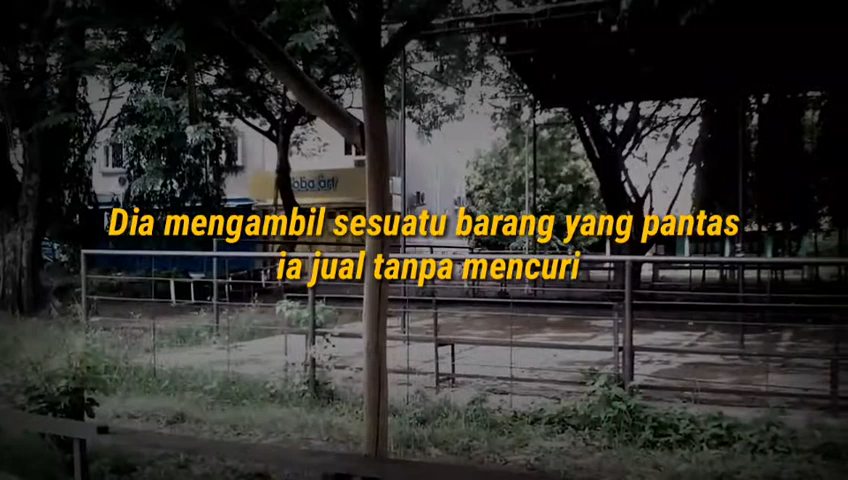 Dia mengambil sesuatu barang yang pantas
ia jual tanpa mencuri